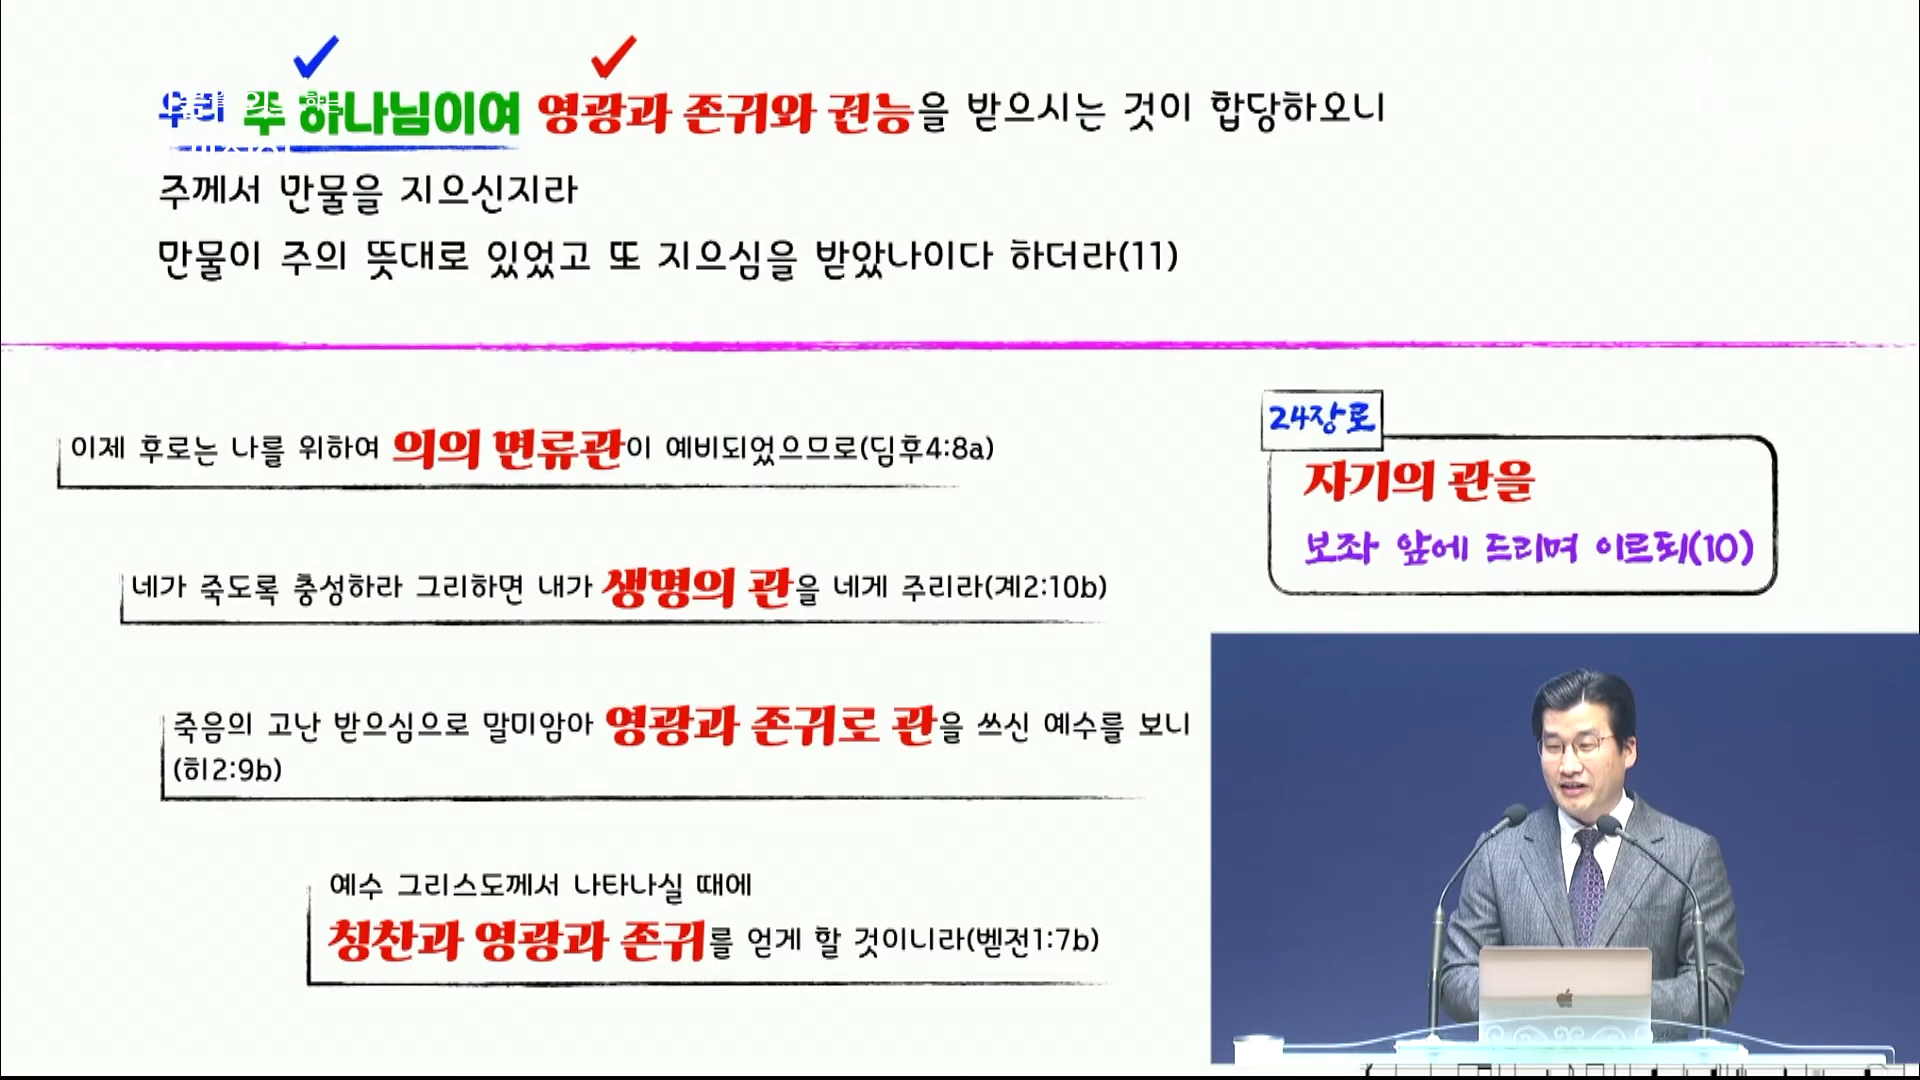 우리 주 하나님이여 영광과 존귀와 권능을 받으시는 것이 합당하오니
주께서 만물을 지으신지라
만물이 주의 뜻대로 있었고 또 지으심을 받았나이다 하더라(11)
이제 후로는 나를 위하여 의의 면류관이 예비되었으므로(딤후4:8a)
네가 죽도록 충성하라 그리하면 내가 생명의 관을 네게 주리라(계2:10b)
죽음의 고난 받으심으로 말미암아 영광과 존귀로 관을 쓰신 예수를 보니
(히2:9b)
예수 그리스도께서 나타나실 때에
칭찬과 영광과 존귀를 얻게 할 것이니라(벧전1:7b)
24장로
자기의 관을
보좌 앞에 드리며 이르되(10)